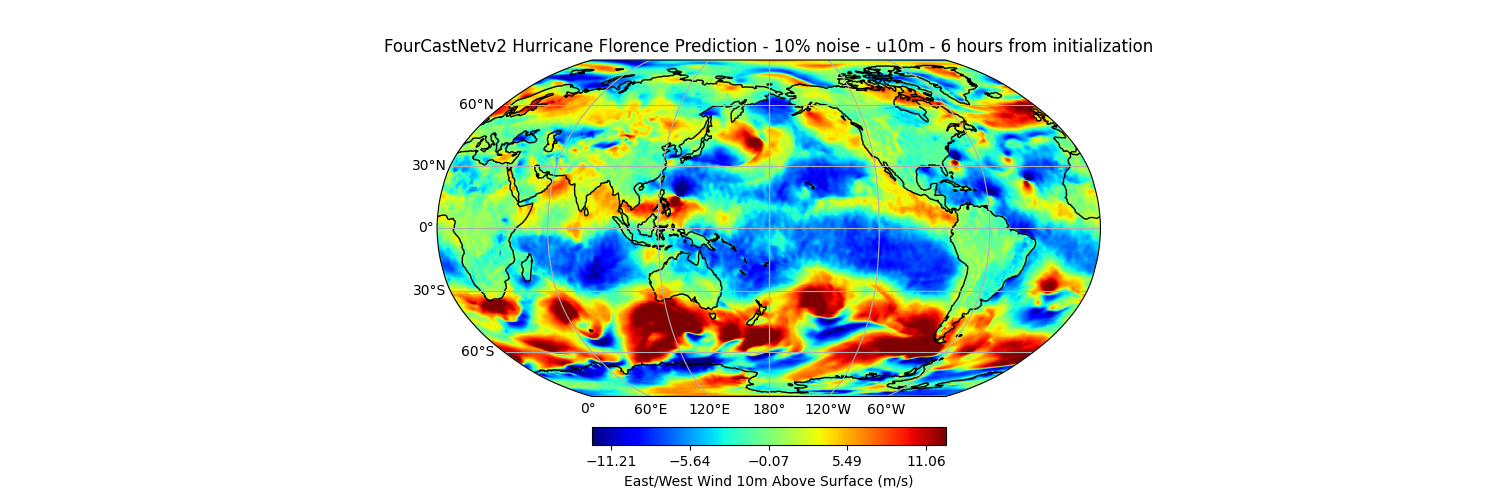 FourCastNetv2 Hurricane Florence Prediction - 10% noise - u10m - 6 hours from initialization
60°N
30°N
0°
30°S
60°S
0° 60°E 120°E 180° 120°W 60°W
−11.21 −5.64 −0.07 5.49 11.06
East/West Wind 10m Above Surface (m/s)